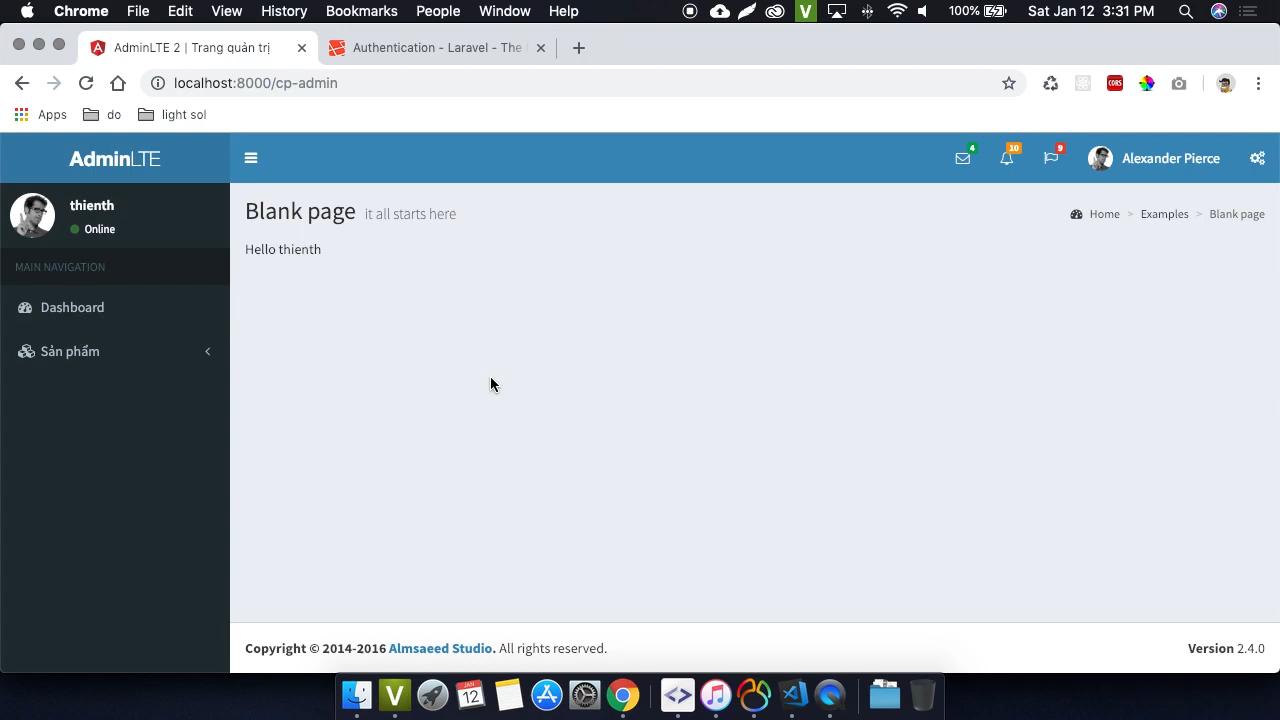 Chrome File Edit View History Bookmarks People Window Help 100% Sat Jan 12 3:31 PM
AdminLTE 2 | Trang quản trị Authentication - Laravel - The
localhost:8000/cp-admin CORS
Apps do light sol
AdminLTE 4 10 9 Alexander Pierce
thienth
Online
Blank page it all starts here Home > Examples > Blank page
Hello thienth
MAIN NAVIGATION
Dashboard
Sản phẩm
Copyright © 2014-2016 Almsaeed Studio. All rights reserved. Version 2.4.0
JAN
12